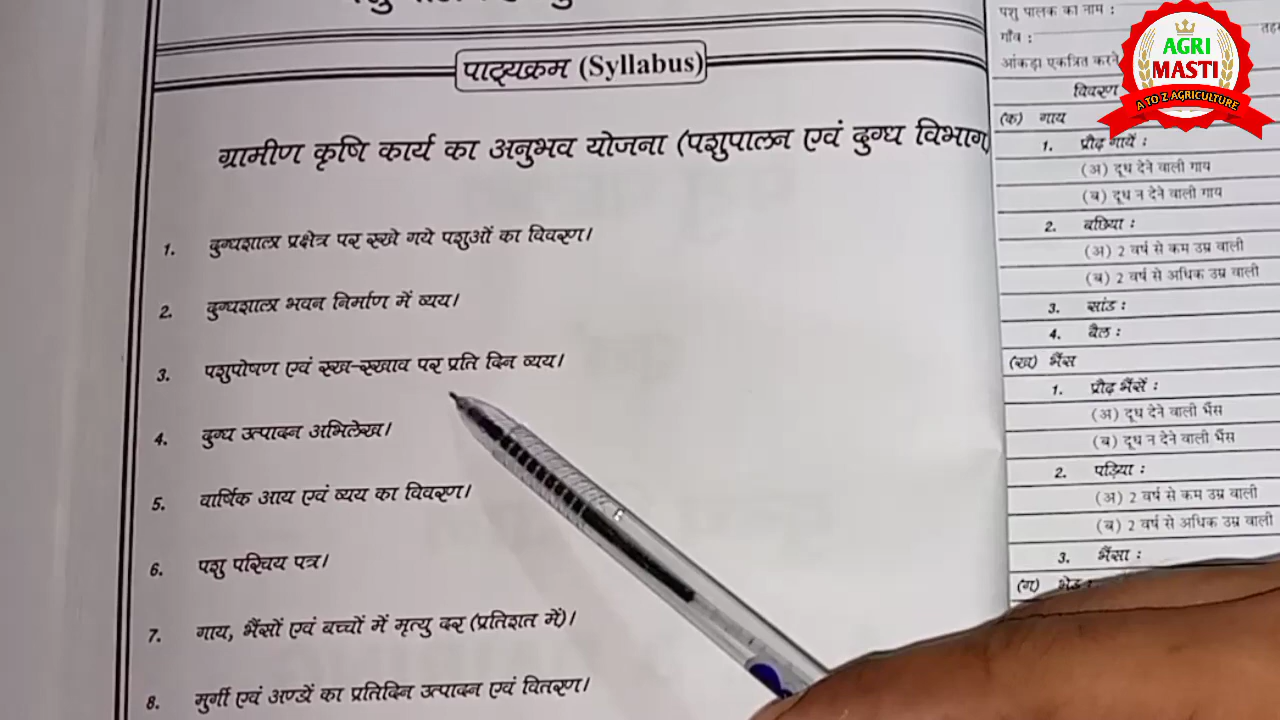 पाठ्यक्रम (Syllabus)
ग्रामीण कृषि कार्य का अनुभव योजना (पशुपालन एवं दुग्ध विभाग)
1. दुग्धशाला प्रक्षेत्र पर रखे गये पशुओं का विवरण।
2. दुग्धशाला भवन निर्माण में व्यय।
3. पशुपोषण एवं रख-रखाव पर प्रति दिन व्यय।
4. दुग्ध उत्पादन अभिलेख।
5. वार्षिक आय एवं व्यय का विवरण।
6. पशु परिचय पत्र।
7. गाय, भैंसों एवं बच्चों में मृत्यु दर (प्रतिशत में)।
8. मुर्गी एवं अण्डें का प्रतिदिन उत्पादन एवं वितरण।
पशु पालक का नाम :
गाँव :
आंकड़ा एकत्रित करने
विवरण
(क) गाय
1. प्रौढ़ गायें :
(अ) दूध देने वाली गाय
(ब) दूध न देने वाली गाय
2. बछिया :
(अ) 2 वर्ष से कम उम्र वाली
(ब) 2 वर्ष से अधिक उम्र वाली
3. सांड :
4. बैल :
(ख) भैंस
1. प्रौढ़ भैंसें :
(अ) दूध देने वाली भैंस
(ब) दूध न देने वाली भैंस
2. पड़िया :
(अ) 2 वर्ष से कम उम्र वाली
(ब) 2 वर्ष से अधिक उम्र वाली
3. भैंसा :
(ग) भेड़ :
AGRI
MASTI
A TO Z AGRICULTURE